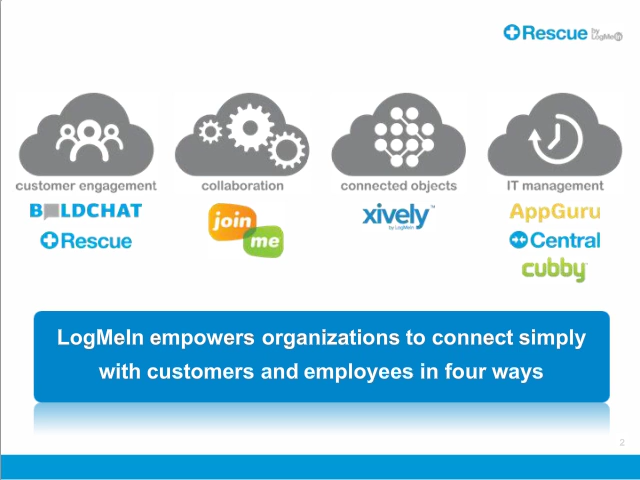 Rescue by LogMeIn
customer engagement
collaboration
connected objects
IT management
BOLDCHAT
Rescue
join
me
xively™
by LogMeIn
AppGuru
Central
cubby
LogMeIn empowers organizations to connect simply
with customers and employees in four ways
2